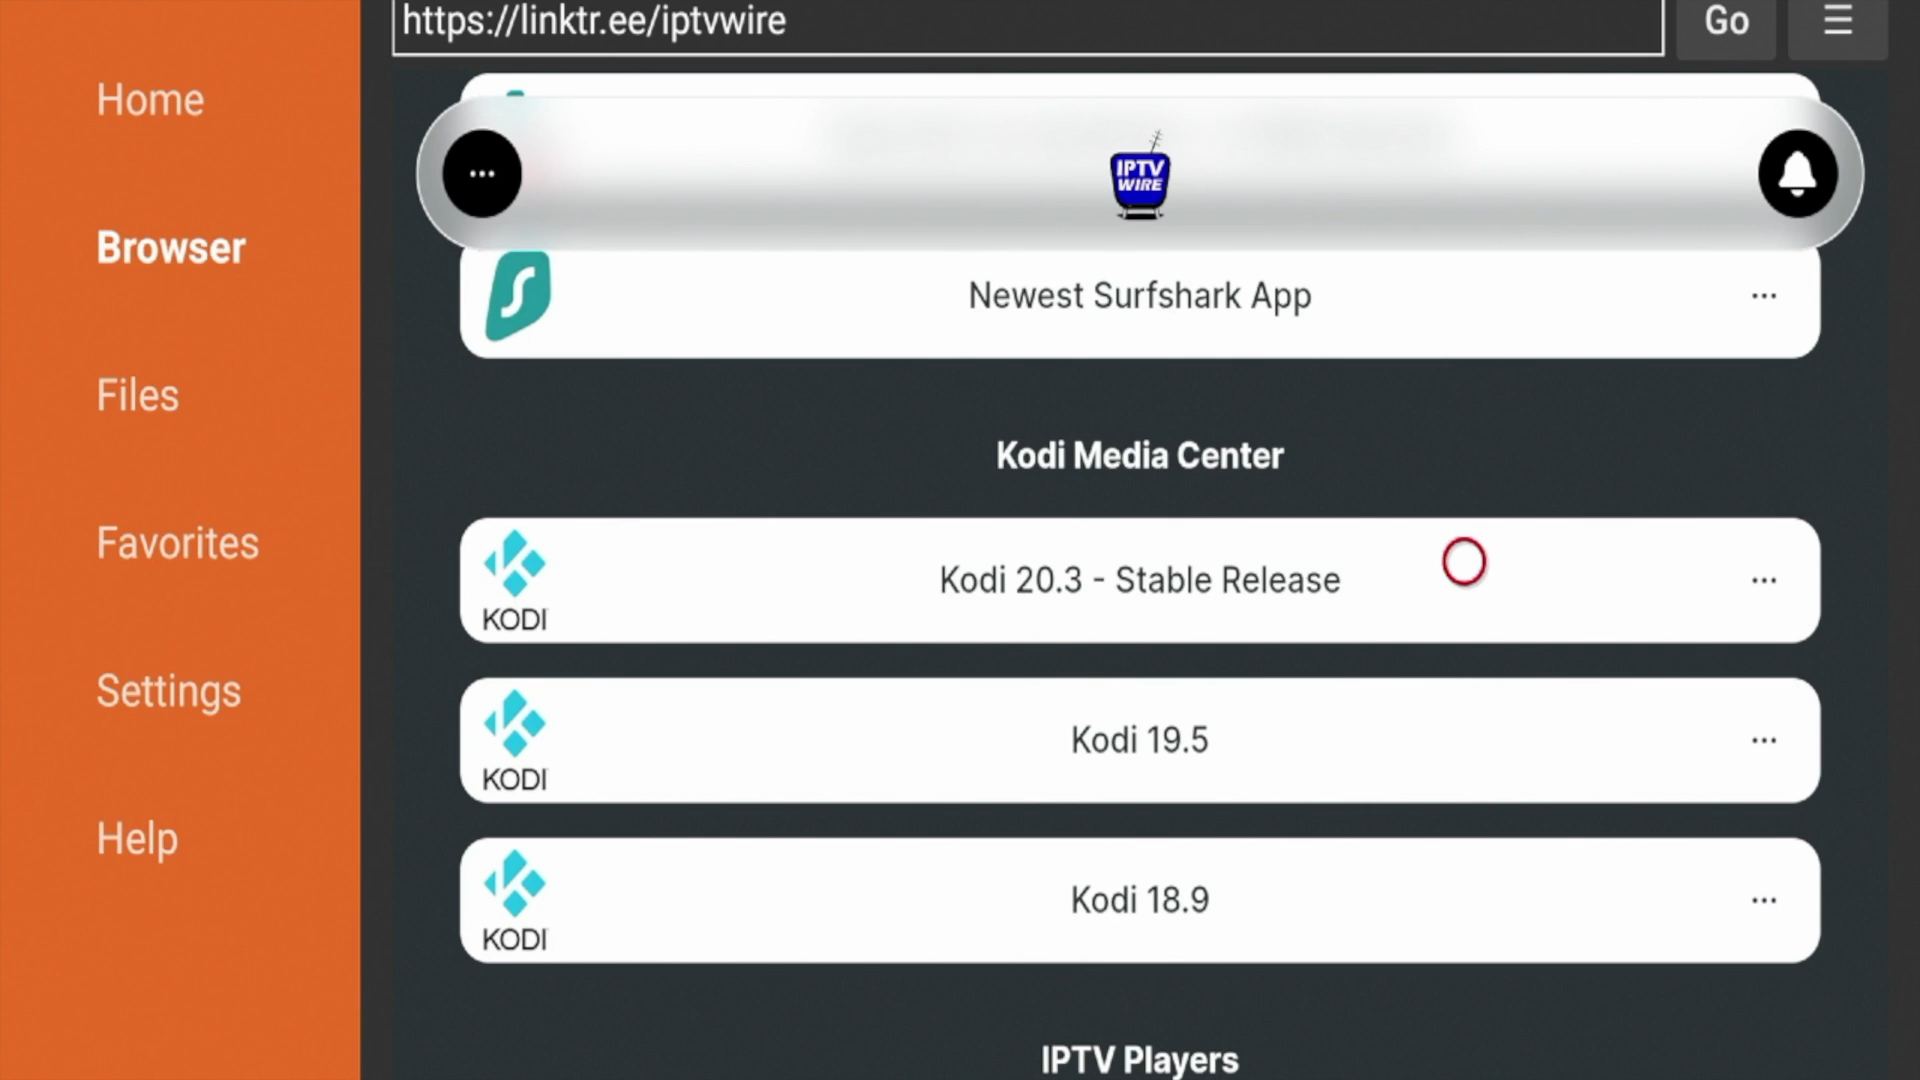 https://linktr.ee/iptvwire
Go
Home
Browser
Files
Favorites
Settings
Help
IPTV
WIRE
Newest Surfshark App
Kodi Media Center
KODI
Kodi 20.3 - Stable Release
KODI
Kodi 19.5
KODI
Kodi 18.9
IPTV Players